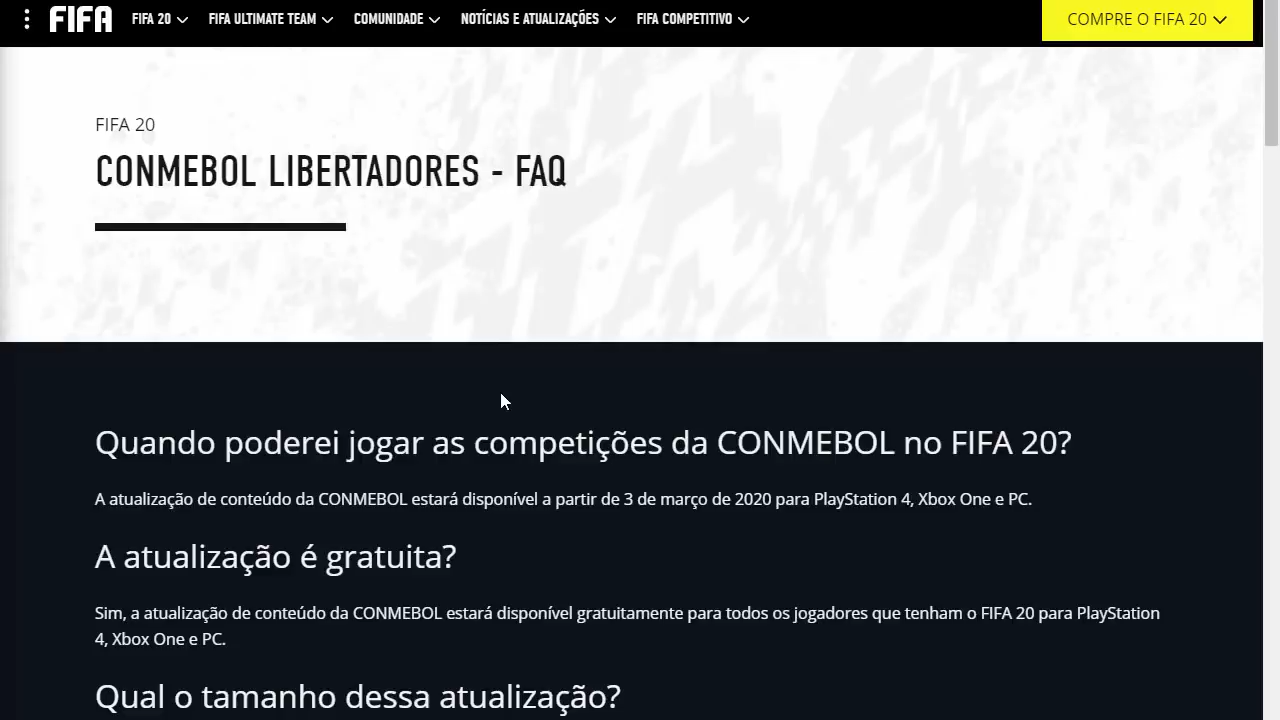 FIFA FIFA 20 FIFA ULTIMATE TEAM COMUNIDADE NOTÍCIAS E ATUALIZAÇÕES FIFA COMPETITIVO COMPRE O FIFA 20
FIFA 20
CONMEBOL LIBERTADORES - FAQ
Quando poderei jogar as competições da CONMEBOL no FIFA 20?
A atualização de conteúdo da CONMEBOL estará disponível a partir de 3 de março de 2020 para PlayStation 4, Xbox One e PC.
A atualização é gratuita?
Sim, a atualização de conteúdo da CONMEBOL estará disponível gratuitamente para todos os jogadores que tenham o FIFA 20 para PlayStation
4, Xbox One e PC.
Qual o tamanho dessa atualização?